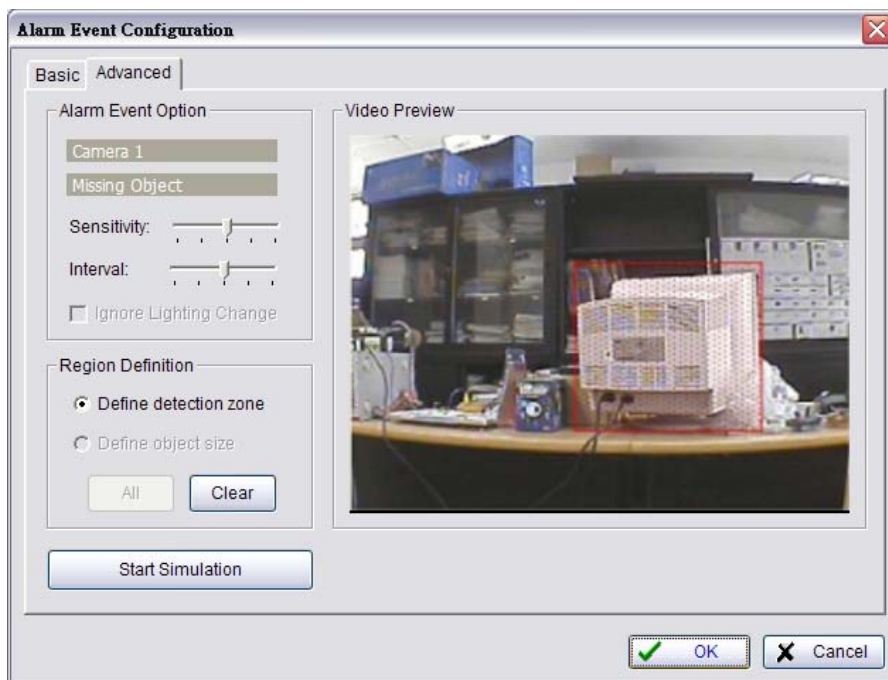 Alarm Event Configuration
Basic
Advanced
Alarm Event Option
Camera 1
Missing Object
Sensitivity:
Interval:
Ignore Lighting Change
Region Definition
Define detection zone
Define object size
All
Clear
Start Simulation
Video Preview
OK
Cancel